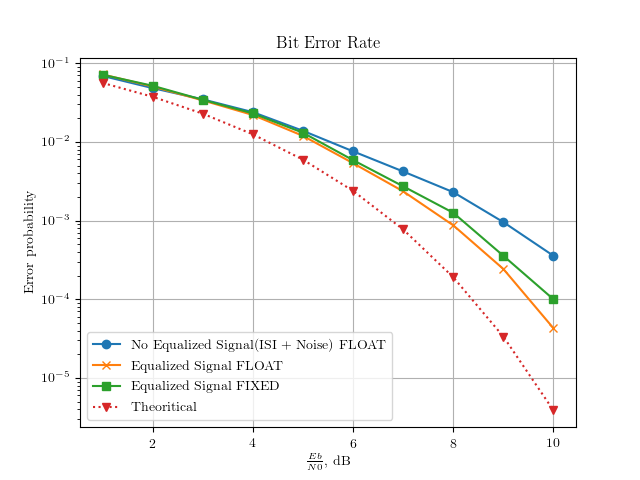 Bit Error Rate
10⁻¹
10⁻²
10⁻³
10⁻⁴
10⁻⁵
Error probability
No Equalized Signal(ISI + Noise) FLOAT
Equalized Signal FLOAT
Equalized Signal FIXED
Theoritical
2 4 6 8 10
Eb/N0, dB